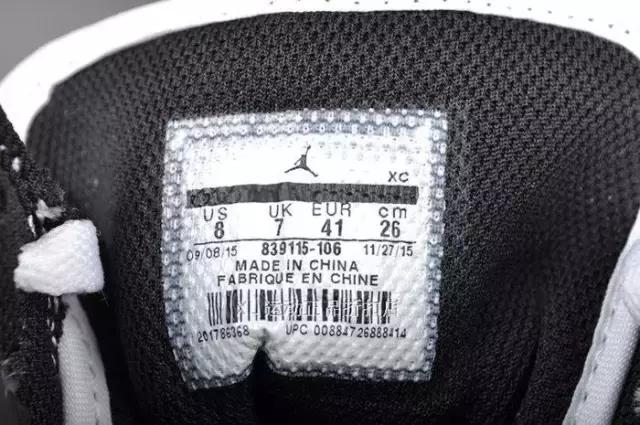 XC
US UK EUR cm
8 7 41 26
09/08/15 839115-106 11/27/15
MADE IN CHINA
FABRIQUE EN CHINE
201786368 UPC 00884726888414